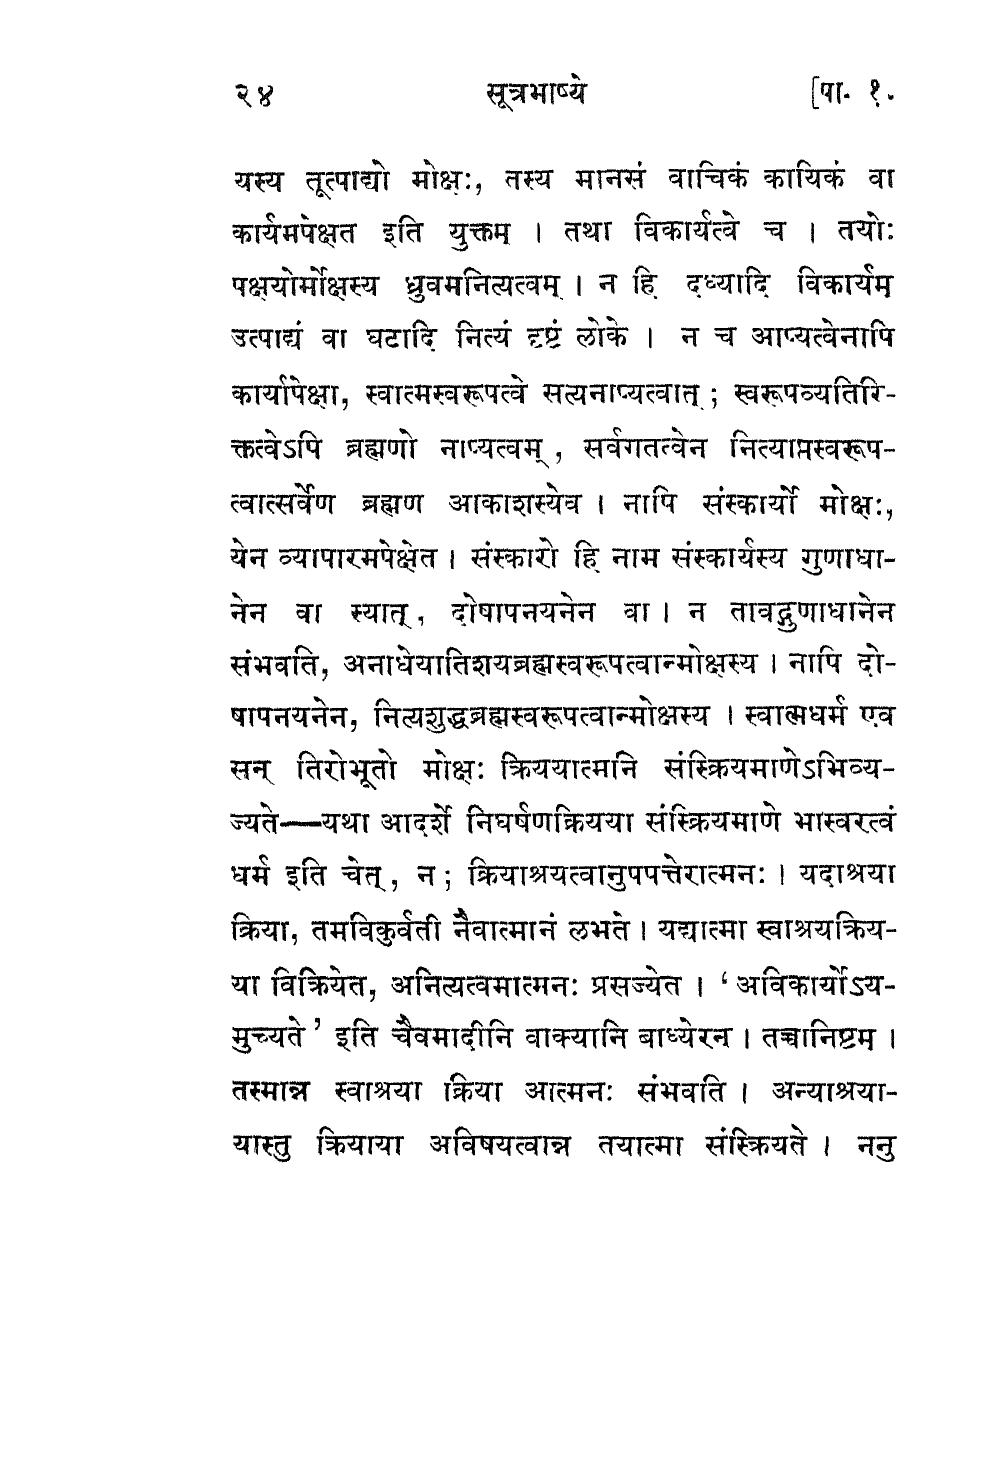 २४ सूत्रभाष्ये [पा. १.
यस्य तूत्पाद्यो मोक्षः, तस्य मानसं वाचिकं कायिकं वा
कार्यमपेक्षत इति युक्तम् । तथा विकार्यत्वे च । तयोः
पक्षयोर्मोक्षस्य ध्रुवमनित्यत्वम् । न हि दध्यादि विकार्यम्
उत्पाद्यं वा घटादि नित्यं दृष्टं लोके । न च आप्यत्वेनापि
कार्यापेक्षा, स्वात्मस्वरूपत्वे सत्यनाप्यत्वात् ; स्वरूपव्यतिरि-
क्तत्वेऽपि ब्रह्मणो नाप्यत्वम् , सर्वगतत्वेन नित्याप्तस्वरूप-
त्वात्सर्वेण ब्रह्मण आकाशस्येव । नापि संस्कार्यो मोक्षः,
येन व्यापारमपेक्षेत । संस्कारो हि नाम संस्कार्यस्य गुणाधा-
नेन वा स्यात् , दोषापनयनेन वा । न तावद्गुणाधानेन
संभवति, अनाधेयातिशयब्रह्मस्वरूपत्वान्मोक्षस्य । नापि दो-
षापनयनेन, नित्यशुद्धब्रह्मस्वरूपत्वान्मोक्षस्य । स्वात्मधर्म एव
सन् तिरोभूतो मोक्षः क्रिययात्मनि संस्क्रियमाणेऽभिव्य-
ज्यते—यथा आदर्शे निघर्षणक्रियया संस्क्रियमाणे भास्वरत्वं
धर्म इति चेत् , न ; क्रियाश्रयत्वानुपपत्तेरात्मनः । यदाश्रया
क्रिया, तमविकुर्वती नैवात्मानं लभते । यद्यात्मा स्वाश्रयक्रिय-
या विक्रियेत, अनित्यत्वमात्मनः प्रसज्येत । ‘ अविकार्योऽय-
मुच्यते ’ इति चैवमादीनि वाक्यानि बाध्येरन् । तच्चानिष्टम् ।
तस्मान्न स्वाश्रया क्रिया आत्मनः संभवति । अन्याश्रया-
यास्तु क्रियाया अविषयत्वान्न तयात्मा संस्क्रियते । ननु